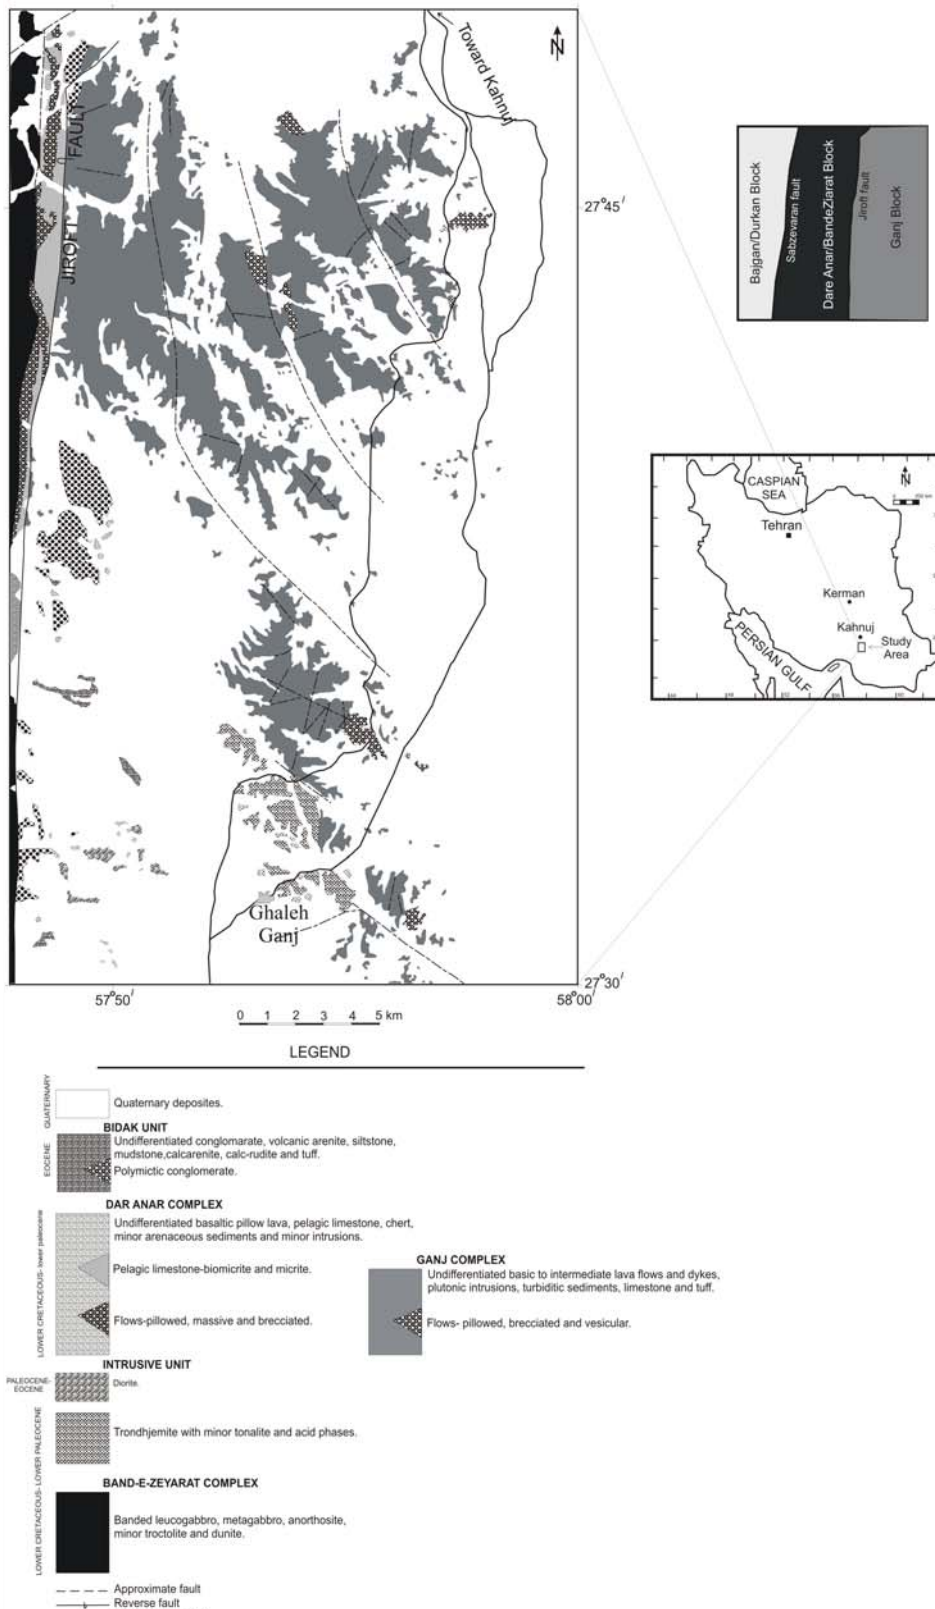 Toward Kahnuj
N
JIROFT FAULT
27°45'
Ghaleh
Ganj
27°30'
57°50'
58°00'
0 1 2 3 4 5 km
Bajgan/Durkan Block
Sabzevaran fault
Dare Anar/BandeZiarat Block
Jiroft fault
Ganj Block
CASPIAN
SEA
N
Tehran
Kerman
Kahnuj
Study
Area
PERSIAN GULF
LEGEND
QUATERNARY
Quaternary deposites.
BIDAK UNIT
EOCENE
Undifferentiated conglomarate, volcanic arenite, siltstone,
mudstone,calcarenite, calc-rudite and tuff.
Polymictic conglomerate.
DAR ANAR COMPLEX
LOWER CRETACEOUS- lower paleocene
Undifferentiated basaltic pillow lava, pelagic limestone, chert,
minor arenaceous sediments and minor intrusions.
Pelagic limestone-biomicrite and micrite.
Flows-pillowed, massive and brecciated.
GANJ COMPLEX
Undifferentiated basic to intermediate lava flows and dykes,
plutonic intrusions, turbiditic sediments, limestone and tuff.
Flows- pillowed, brecciated and vesicular.
INTRUSIVE UNIT
PALEOCENE-
EOCENE
Diorite.
LOWER CRETACEOUS- LOWER PALEOCENE
Trondhjemite with minor tonalite and acid phases.
BAND-E-ZEYARAT COMPLEX
Banded leucogabbro, metagabbro, anorthosite,
minor troctolite and dunite.
Approximate fault
Reverse fault